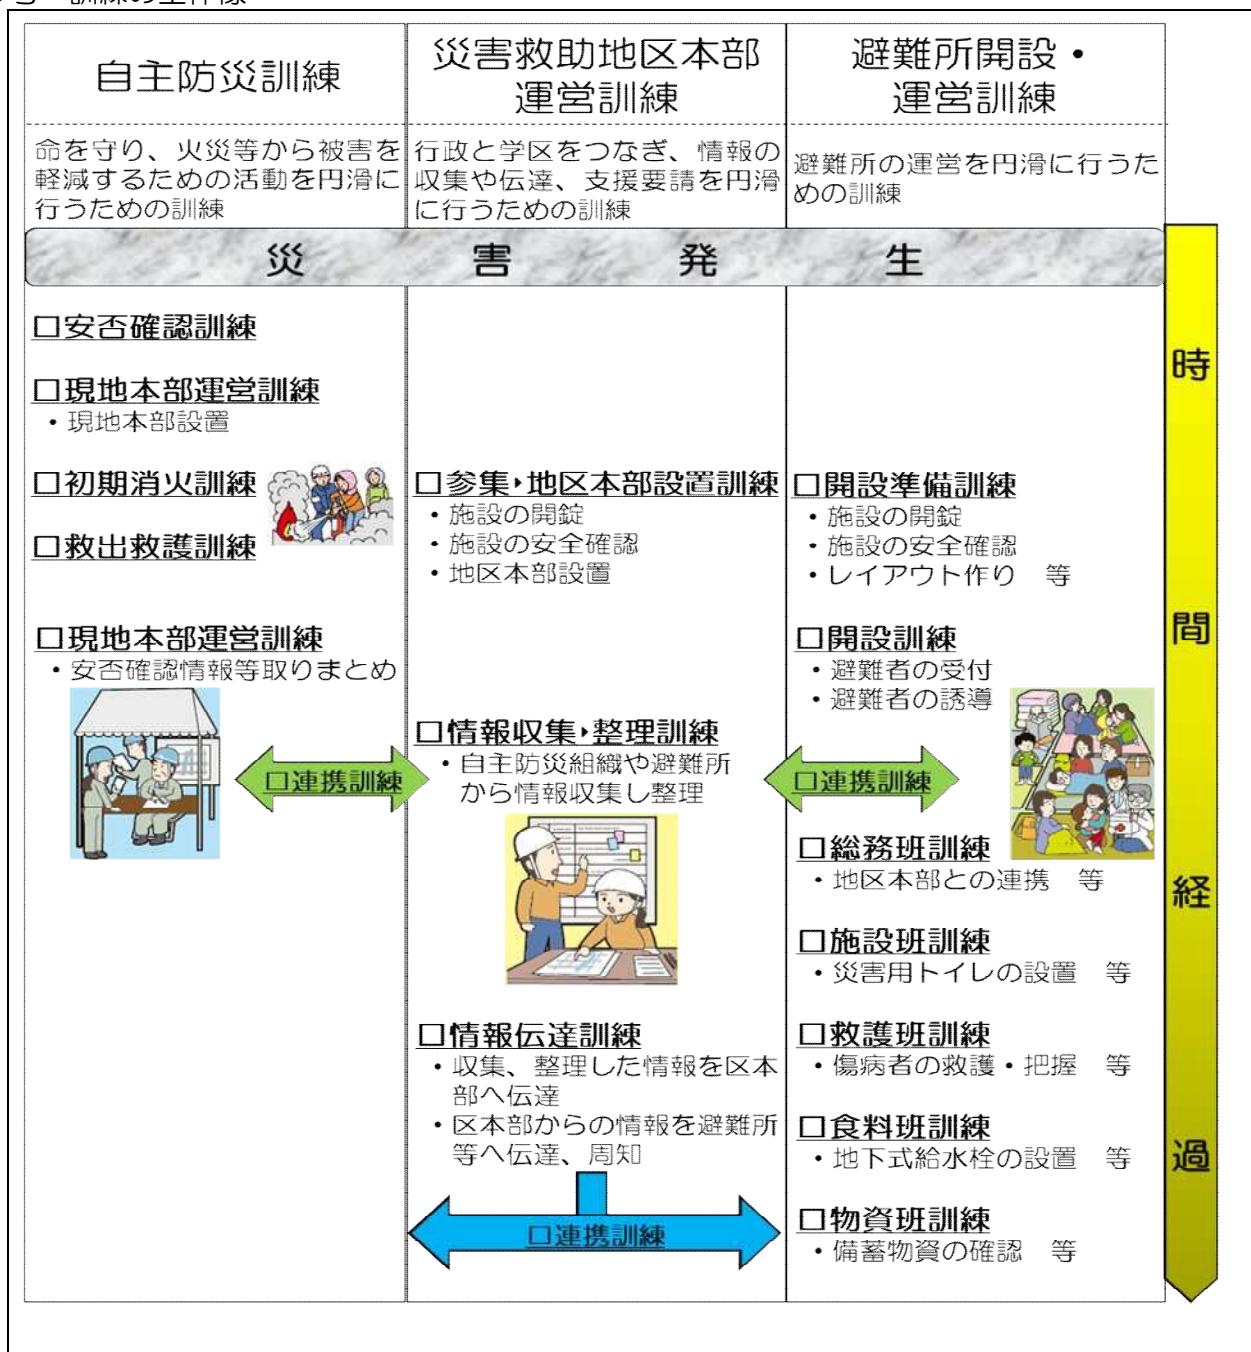 訓練の全体像
自主防災訓練
命を守り、火災等から被害を
軽減するための活動を円滑に
行うための訓練
災害救助地区本部
運営訓練
行政と学区をつなぎ、情報の
収集や伝達、支援要請を円滑
に行うための訓練
避難所開設・
運営訓練
避難所の運営を円滑に行うた
めの訓練
災害発生
□安否確認訓練
□現地本部運営訓練
・現地本部設置
□初期消火訓練
□救出救護訓練
□現地本部運営訓練
・安否確認情報等取りまとめ
□連携訓練
□参集・地区本部設置訓練
・施設の開錠
・施設の安全確認
・地区本部設置
□情報収集・整理訓練
・自主防災組織や避難所
から情報収集し整理
□情報伝達訓練
・収集、整理した情報を区本
部へ伝達
・区本部からの情報を避難所
等へ伝達、周知
□連携訓練
□連携訓練
□開設準備訓練
・施設の開錠
・施設の安全確認
・レイアウト作り 等
□開設訓練
・避難者の受付
・避難者の誘導
□総務班訓練
・地区本部との連携 等
□施設班訓練
・災害用トイレの設置 等
□救護班訓練
・傷病者の救護・把握 等
□食料班訓練
・地下式給水栓の設置 等
□物資班訓練
・備蓄物資の確認 等
時間経過